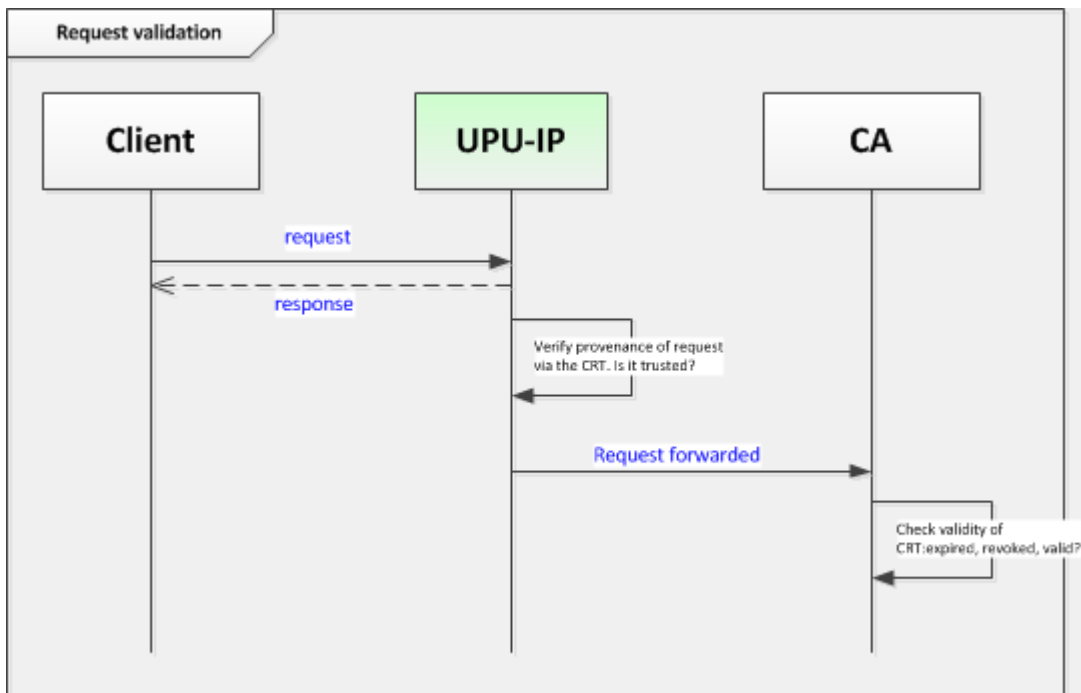 Request validation
Client
UPU-IP
CA
request
response
Verify provenance of request
via the CRT. Is it trusted?
Request forwarded
Check validity of
CRT:expired, revoked, valid?